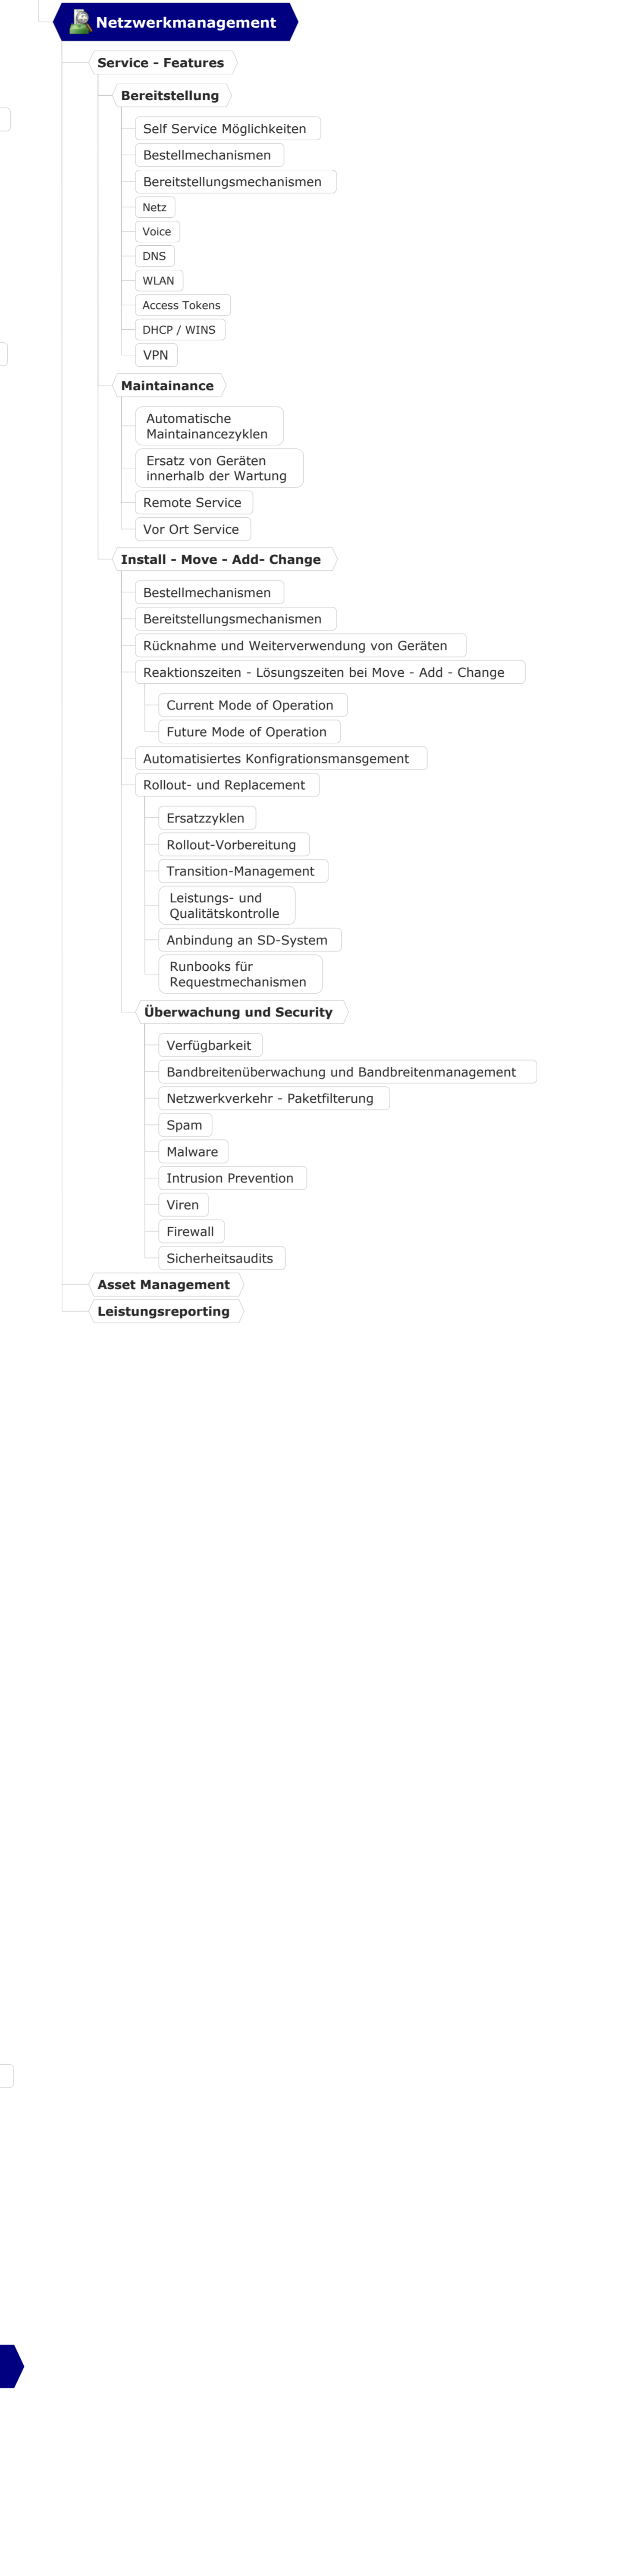 Netzwerkmanagement
Service - Features
Bereitstellung
Self Service Möglichkeiten
Bestellmechanismen
Bereitstellungsmechanismen
Netz
Voice
DNS
WLAN
Access Tokens
DHCP / WINS
VPN
Maintainance
Automatische
Maintainancezyklen
Ersatz von Geräten
innerhalb der Wartung
Remote Service
Vor Ort Service
Install - Move - Add- Change
Bestellmechanismen
Bereitstellungsmechanismen
Rücknahme und Weiterverwendung von Geräten
Reaktionszeiten - Lösungszeiten bei Move - Add - Change
Current Mode of Operation
Future Mode of Operation
Automatisiertes Konfigrationsmansgement
Rollout- und Replacement
Ersatzzyklen
Rollout-Vorbereitung
Transition-Management
Leistungs- und
Qualitätskontrolle
Anbindung an SD-System
Runbooks für
Requestmechanismen
Überwachung und Security
Verfügbarkeit
Bandbreitenüberwachung und Bandbreitenmanagement
Netzwerkverkehr - Paketfilterung
Spam
Malware
Intrusion Prevention
Viren
Firewall
Sicherheitsaudits
Asset Management
Leistungsreporting